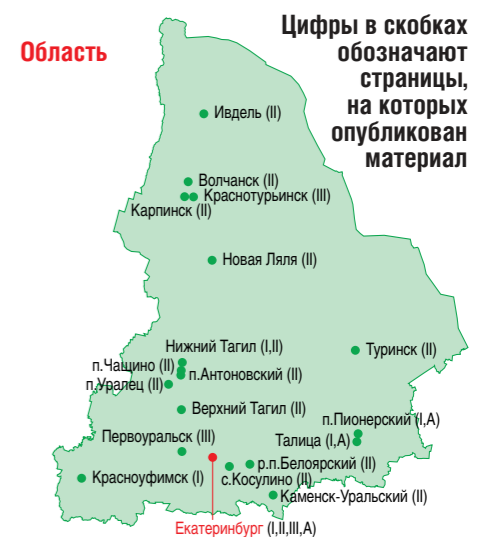 Область
Цифры в скобках
обозначают
страницы,
на которых
опубликован
материал
Ивдель (II)
Волчанск (II)
Краснотурьинск (III)
Карпинск (II)
Новая Ляля (II)
Нижний Тагил (I,II)
Туринск (II)
п.Чащино (II)
п.Антоновский (II)
п.Уралец (II)
Верхний Тагил (II)
п.Пионерский (I,А)
Первоуральск (III)
Талица (I,А)
р.п.Белоярский (II)
Красноуфимск (I)
с.Косулино (II)
Каменск-Уральский (II)
Екатеринбург (I,II,III,А)